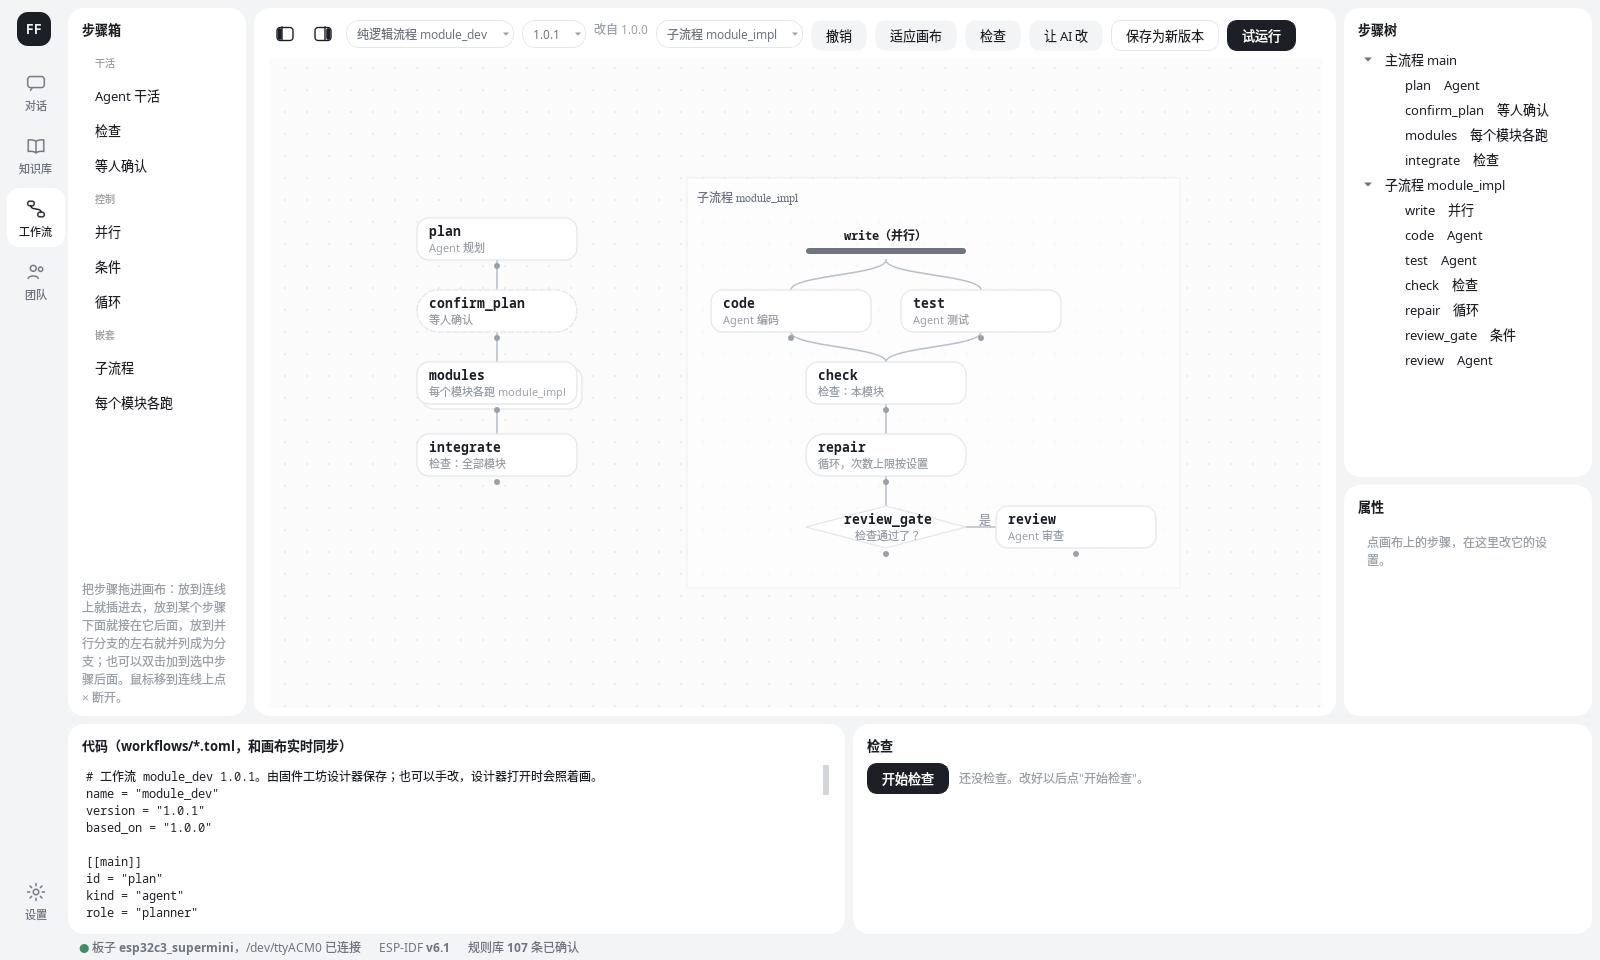 FF
对话
知识库
工作流
团队
设置
步骤箱
干活
Agent 干活
检查
等人确认
控制
并行
条件
循环
嵌套
子流程
每个模块各跑
把步骤拖进画布：放到连线
上就插进去，放到某个步骤
下面就接在它后面，放到并
行分支的左右就并列成为分
支；也可以双击加到选中步
骤后面。鼠标移到连线上点
× 断开。
纯逻辑流程 module_dev
1.0.1
改自 1.0.0
子流程 module_impl
撤销
适应画布
检查
让 AI 改
保存为新版本
试运行
plan
Agent 规划
confirm_plan
等人确认
modules
每个模块各跑 module_impl
integrate
检查：全部模块
子流程 module_impl
write（并行）
code
Agent 编码
test
Agent 测试
check
检查：本模块
repair
循环，次数上限按设置
review_gate
检查通过了？
是
review
Agent 审查
步骤树
主流程 main
plan Agent
confirm_plan 等人确认
modules 每个模块各跑
integrate 检查
子流程 module_impl
write 并行
code Agent
test Agent
check 检查
repair 循环
review_gate 条件
review Agent
属性
点画布上的步骤，在这里改它的设
置。
代码（workflows/*.toml，和画布实时同步）
# 工作流 module_dev 1.0.1。由固件工坊设计器保存；也可以手改，设计器打开时会照着画。
name = "module_dev"
version = "1.0.1"
based_on = "1.0.0"
[[main]]
id = "plan"
kind = "agent"
role = "planner"
检查
开始检查
还没检查。改好以后点"开始检查"。
板子 esp32c3_supermini，/dev/ttyACM0 已连接
ESP-IDF v6.1
规则库 107 条已确认